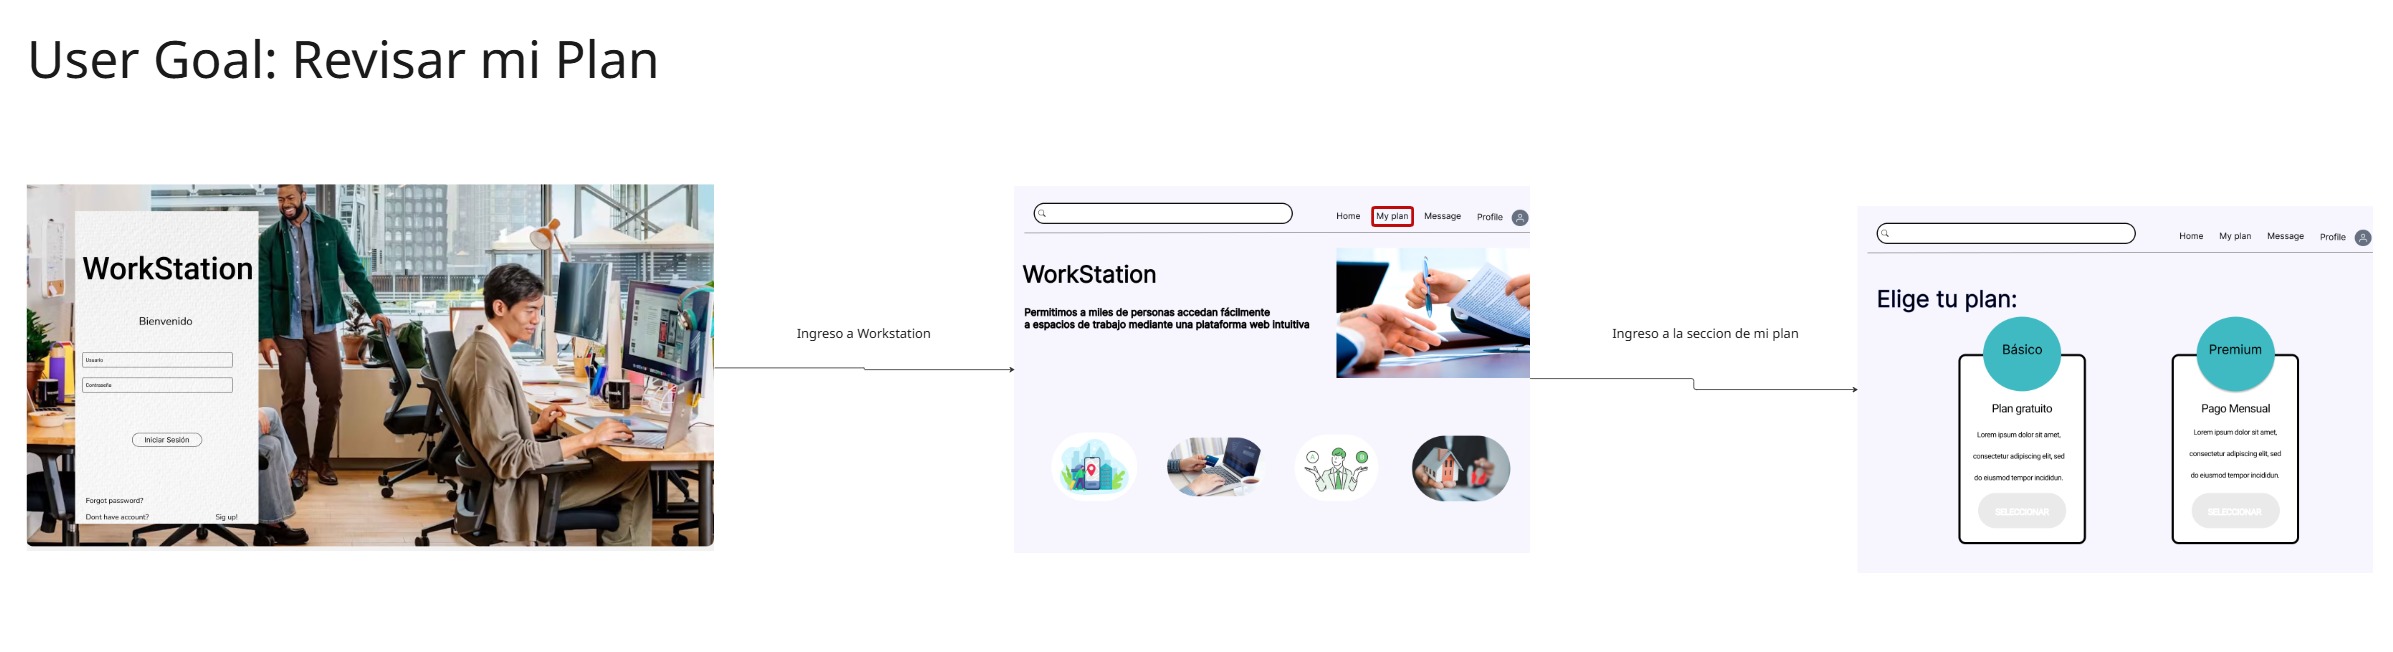 User Goal: Revisar mi Plan
WorkStation
Bienvenido
Usuario
Contraseña
Iniciar Sesión
Forgot password?
Dont have account? Sig up!
Ingreso a Workstation
Home My plan Message Profile
WorkStation
Permitimos a miles de personas accedan fácilmente
a espacios de trabajo mediante una plataforma web intuitiva
A B
Ingreso a la seccion de mi plan
Home My plan Message Profile
Elige tu plan:
Básico
Plan gratuito
Lorem ipsum dolor sit amet,
consectetur adipiscing elit, sed
do eiusmod tempor incididun.
SELECCIONAR
Premium
Pago Mensual
Lorem ipsum dolor sit amet,
consectetur adipiscing elit, sed
do eiusmod tempor incididun.
SELECCIONAR